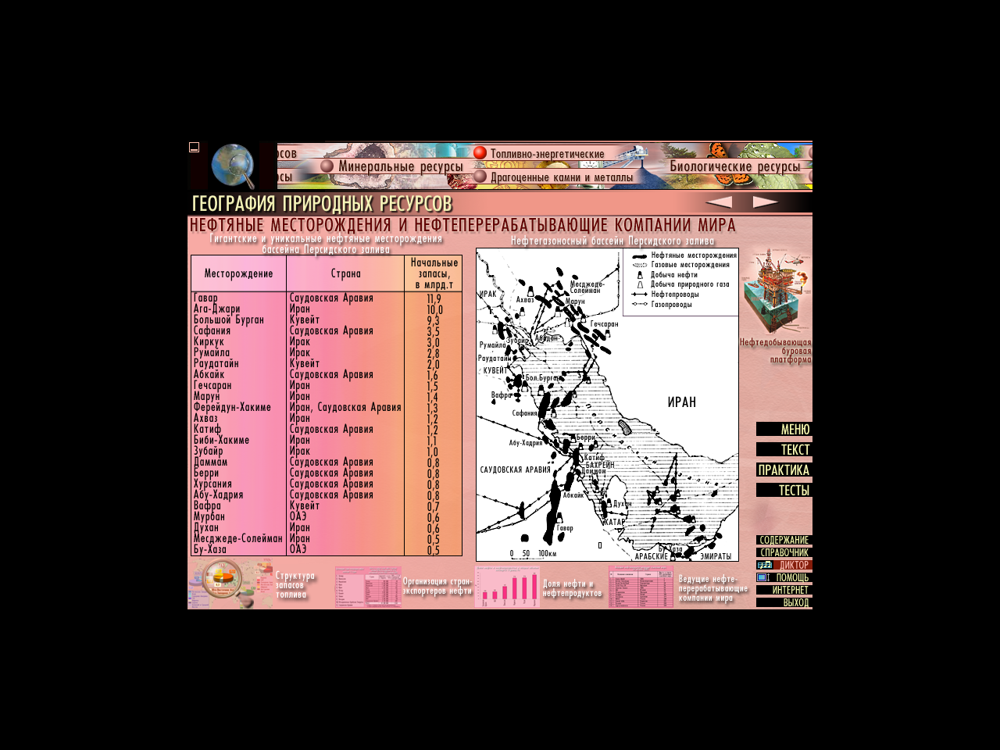 Топливно-энергетические
Минеральные ресурсы
Биологические ресурсы
Драгоценные камни и металлы
ГЕОГРАФИЯ ПРИРОДНЫХ РЕСУРСОВ
НЕФТЯНЫЕ МЕСТОРОЖДЕНИЯ И НЕФТЕПЕРЕРАБАТЫВАЮЩИЕ КОМПАНИИ МИРА
Гигантские и уникальные нефтяные месторождения
бассейна Персидского залива
Месторождение Страна Начальные запасы, в млрд.т
Гавар Саудовская Аравия 11,9
Ага-Джари Иран 10,0
Большой Бурган Кувейт 9,3
Сафания Саудовская Аравия 3,5
Киркук Ирак 3,0
Румайла Ирак 2,8
Раудатайн Кувейт 2,0
Абкайк Саудовская Аравия 1,6
Гечсаран Иран 1,5
Марун Иран 1,4
Ферейдун-Хакиме Иран, Саудовская Аравия 1,3
Ахваз Иран 1,2
Катиф Саудовская Аравия 1,2
Биби-Хакиме Иран 1,1
Зубайр Ирак 1,0
Даммам Саудовская Аравия 0,8
Берри Саудовская Аравия 0,8
Хурсания Саудовская Аравия 0,8
Абу-Хадрия Саудовская Аравия 0,8
Вафра Кувейт 0,7
Мурбан ОАЭ 0,6
Духан Иран 0,6
Месджеде-Солейман Иран 0,5
Бу-Хаза ОАЭ 0,5
Нефтегазоносный бассейн Персидского залива
Нефтяные месторождения
Газовые месторождения
Добыча нефти
Добыча природного газа
Нефтепроводы
Газопроводы
ИРАК
Ахваз
Месджеде-
Солейман
Марун
Гечсаран
Абадан
Зубайр
Румайла
Раудатайн
КУВЕЙТ
Бол.Бурган
Вафра
ИРАН
Сафания
Берри
Абу-Хадрия
Катиф
БАХРЕЙН
Даммам
САУДОВСКАЯ АРАВИЯ
Абкайк
Духан
КАТАР
Гавар
0 50 100км
Бу-Хаза
АРАБСКИЕ ЭМИРАТЫ
Нефтедобывающая
буровая
платформа
МЕНЮ
ТЕКСТ
ПРАКТИКА
ТЕСТЫ
СОДЕРЖАНИЕ
СПРАВОЧНИК
ДИКТОР
ПОМОЩЬ
ИНТЕРНЕТ
ВЫХОД
Структура
запасов
топлива
Организация стран-
экспортеров нефти
Доля нефти и
нефтепродуктов
Ведущие нефте-
перерабатывающие
компании мира